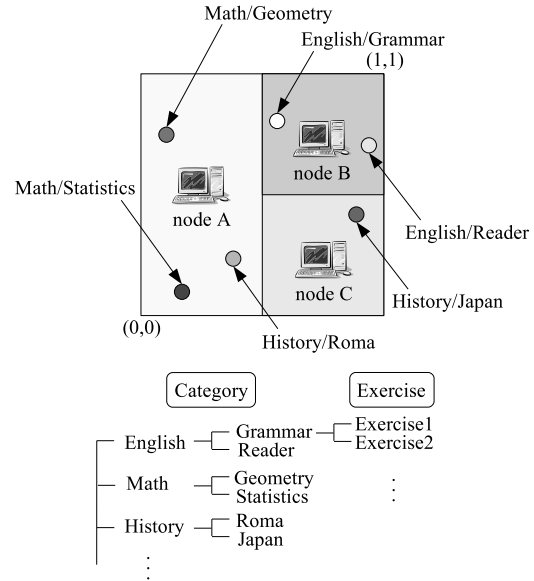 Math/Geometry
English/Grammar
(1,1)
node B
Math/Statistics
node A
English/Reader
node C
History/Japan
(0,0)
History/Roma
Category
Exercise
English
Grammar
Reader
Exercise1
Exercise2
Math
Geometry
Statistics
History
Roma
Japan